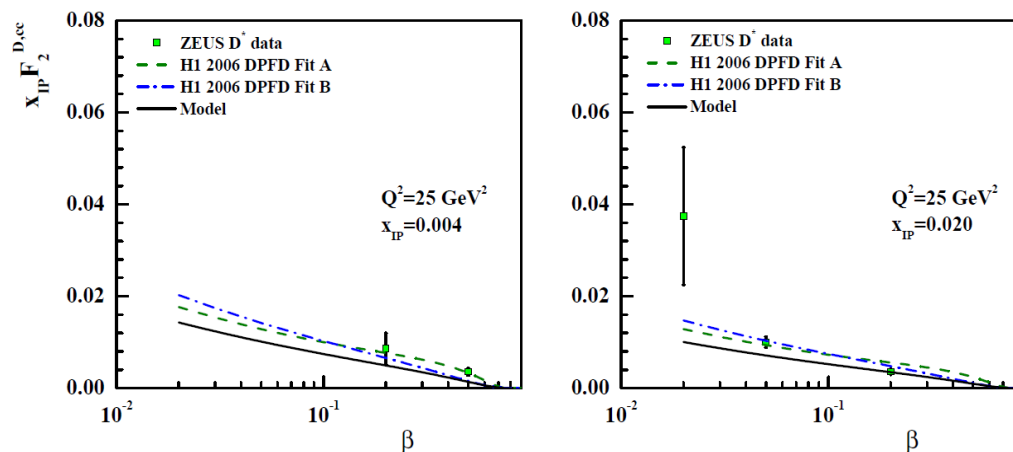 x_IP F_2^D,cc
0.08
0.06
0.04
0.02
0.00
ZEUS D* data
H1 2006 DPFD Fit A
H1 2006 DPFD Fit B
Model
Q²=25 GeV²
x_IP=0.004
10⁻²
10⁻¹
β
0.08
0.06
0.04
0.02
0.00
ZEUS D* data
H1 2006 DPFD Fit A
H1 2006 DPFD Fit B
Model
Q²=25 GeV²
x_IP=0.020
10⁻²
10⁻¹
β